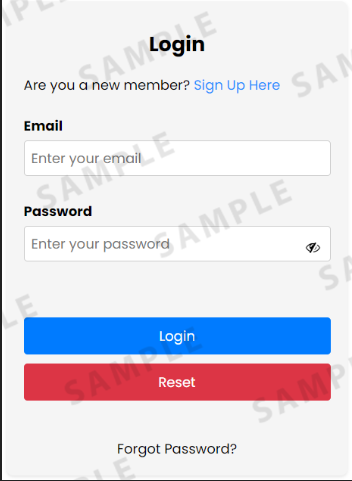 Login
Are you a new member? Sign Up Here
Email
Enter your email
Password
Enter your password
Login
Reset
Forgot Password?
SAMPLE
SAMPLE
SAMPLE
SAMPLE
SAMPLE
SAMPLE